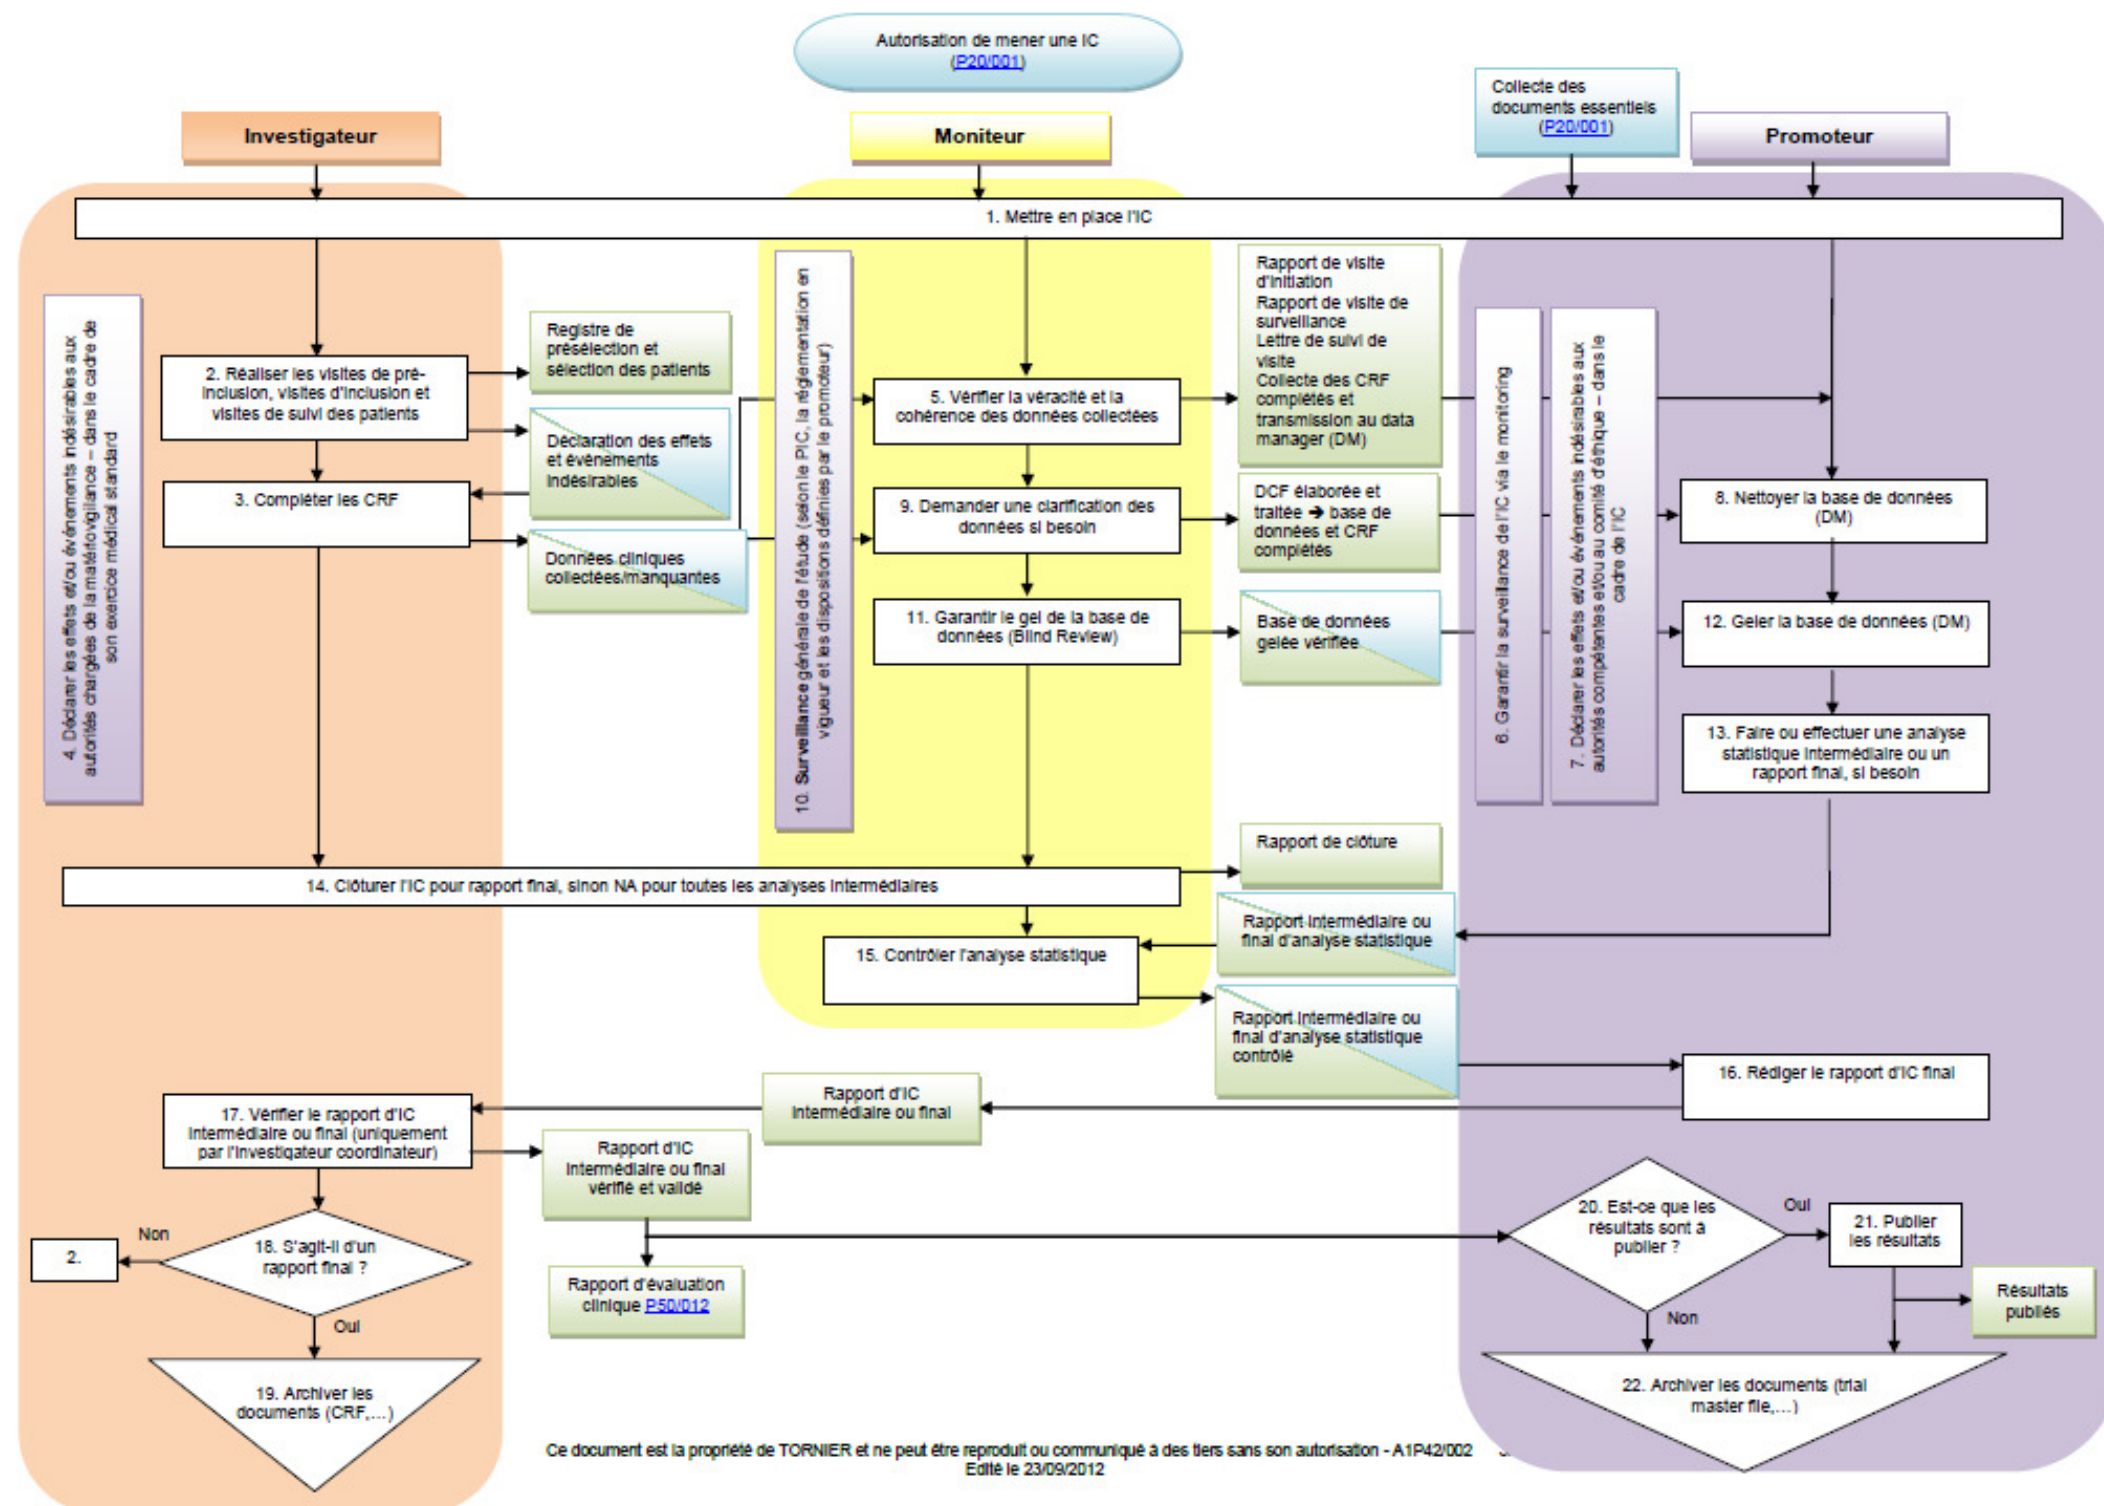 Autorisation de mener une IC
(P20/001)
Collecte des
documents essentiels
(P20/001)
Investigateur
Moniteur
Promoteur
1. Mettre en place l'IC
4. Déclarer les effets et/ou événements indésirables aux
autorités chargées de la matériovigilance – dans le cadre de
son exercice médical standard
2. Réaliser les visites de pré-
inclusion, visites d'inclusion et
visites de suivi des patients
3. Compléter les CRF
Registre de
présélection et
sélection des patients
Déclaration des effets
et évènements
indésirables
Données cliniques
collectées/manquantes
10. Surveillance générale de l'étude (selon le PIC, la réglementation en
vigueur et les dispositions définies par le promoteur)
5. Vérifier la véracité et la
cohérence des données collectées
9. Demander une clarification des
données si besoin
11. Garantir le gel de la base de
données (Blind Review)
Rapport de visite
d'initiation
Rapport de visite de
surveillance
Lettre de suivi de
visite
Collecte des CRF
complétés et
transmission au data
manager (DM)
DCF élaborée et
traitée → base de
données et CRF
complétés
Base de données
gelée vérifiée
6. Garantir la surveillance de l'IC via le monitoring
7. Déclarer les effets et/ou événements indésirables aux
autorités compétentes et/ou au comité d'éthique – dans le
cadre de l'IC
8. Nettoyer la base de données
(DM)
12. Geler la base de données (DM)
13. Faire ou effectuer une analyse
statistique intermédiaire ou un
rapport final, si besoin
14. Clôturer l'IC pour rapport final, sinon NA pour toutes les analyses intermédiaires
Rapport de clôture
15. Contrôler l'analyse statistique
Rapport intermédiaire ou
final d'analyse statistique
Rapport intermédiaire ou
final d'analyse statistique
contrôlé
16. Rédiger le rapport d'IC final
Rapport d'IC
intermédiaire ou final
17. Vérifier le rapport d'IC
intermédiaire ou final (uniquement
par l'investigateur coordinateur)
Rapport d'IC
intermédiaire ou final
vérifié et validé
18. S'agit-il d'un
rapport final ?
Non
2.
Oui
19. Archiver les
documents (CRF,…)
Rapport d'évaluation
clinique P50/012
20. Est-ce que les
résultats sont à
publier ?
Oui
21. Publier
les résultats
Résultats
publiés
Non
22. Archiver les documents (trial
master file,…)
Ce document est la propriété de TORNIER et ne peut être reproduit ou communiqué à des tiers sans son autorisation - A1P42/002
Edité le 23/09/2012